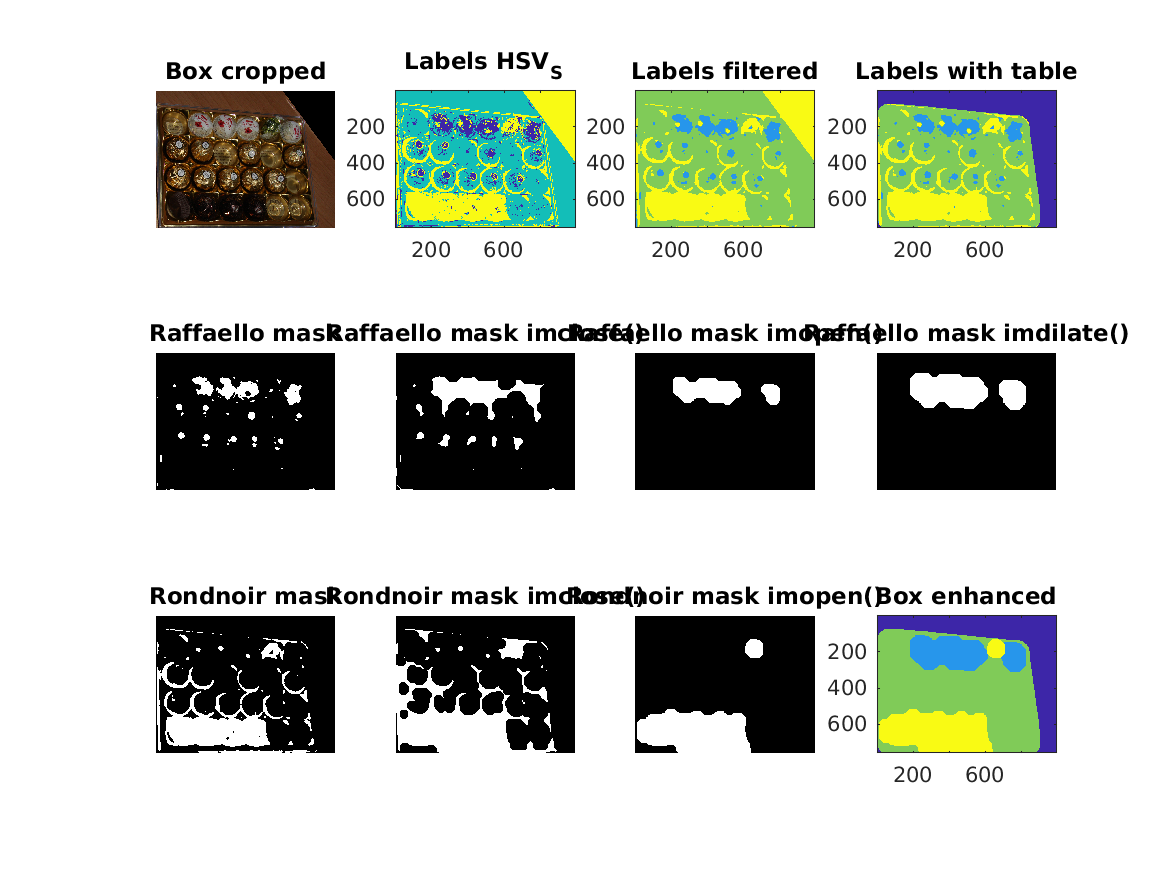 Box cropped
Labels HSV_S
Labels filtered
Labels with table
200
400
600
200
600
200
400
600
200
600
200
400
600
200
600
Raffaello mask
Raffaello mask imclose()
Raffaello mask imopen()
Raffaello mask imdilate()
Rondnoir mask
Rondnoir mask imclose()
Rondnoir mask imopen()
Box enhanced
200
400
600
200
600